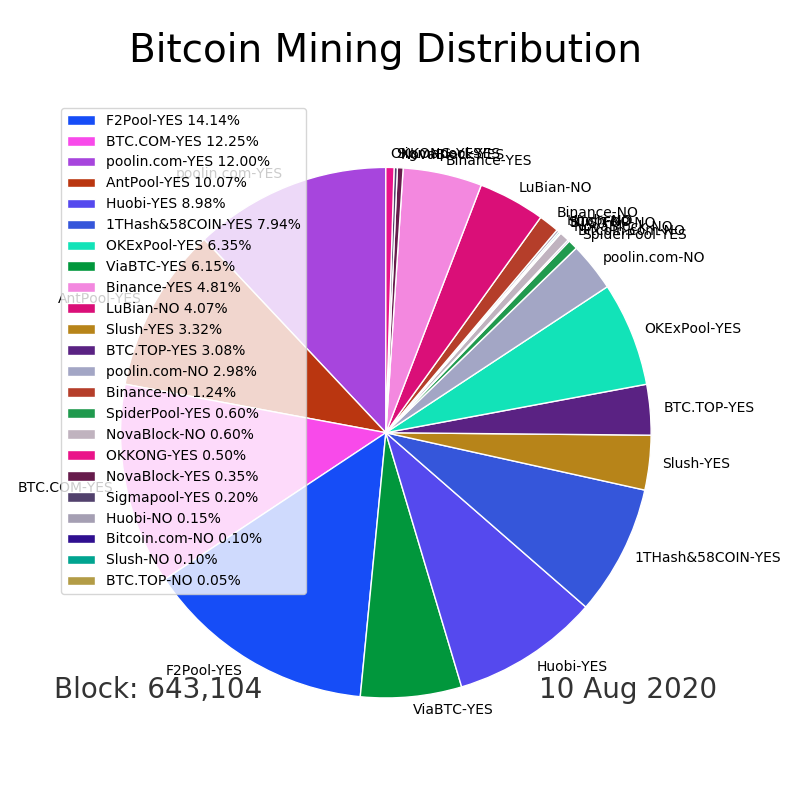 Bitcoin Mining Distribution
F2Pool-YES 14.14%
BTC.COM-YES 12.25%
poolin.com-YES 12.00%
AntPool-YES 10.07%
Huobi-YES 8.98%
1THash&58COIN-YES 7.94%
OKExPool-YES 6.35%
ViaBTC-YES 6.15%
Binance-YES 4.81%
LuBian-NO 4.07%
Slush-YES 3.32%
BTC.TOP-YES 3.08%
poolin.com-NO 2.98%
Binance-NO 1.24%
SpiderPool-YES 0.60%
NovaBlock-NO 0.60%
OKKONG-YES 0.50%
NovaBlock-YES 0.35%
Sigmapool-YES 0.20%
Huobi-NO 0.15%
Bitcoin.com-NO 0.10%
Slush-NO 0.10%
BTC.TOP-NO 0.05%
poolin.com-YES
AntPool-YES
BTC.COM-YES
F2Pool-YES
ViaBTC-YES
Huobi-YES
1THash&58COIN-YES
Slush-YES
BTC.TOP-YES
OKExPool-YES
poolin.com-NO
SpiderPool-YES
Binance-NO
LuBian-NO
Binance-YES
Block: 643,104
10 Aug 2020